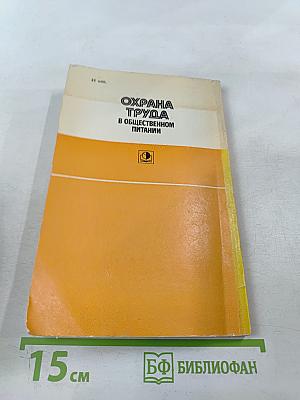 ОХРАНА
ТРУДА
В ОБЩЕСТВЕННОМ
ПИТАНИИ
15 см
БФ БИБЛИОФАН